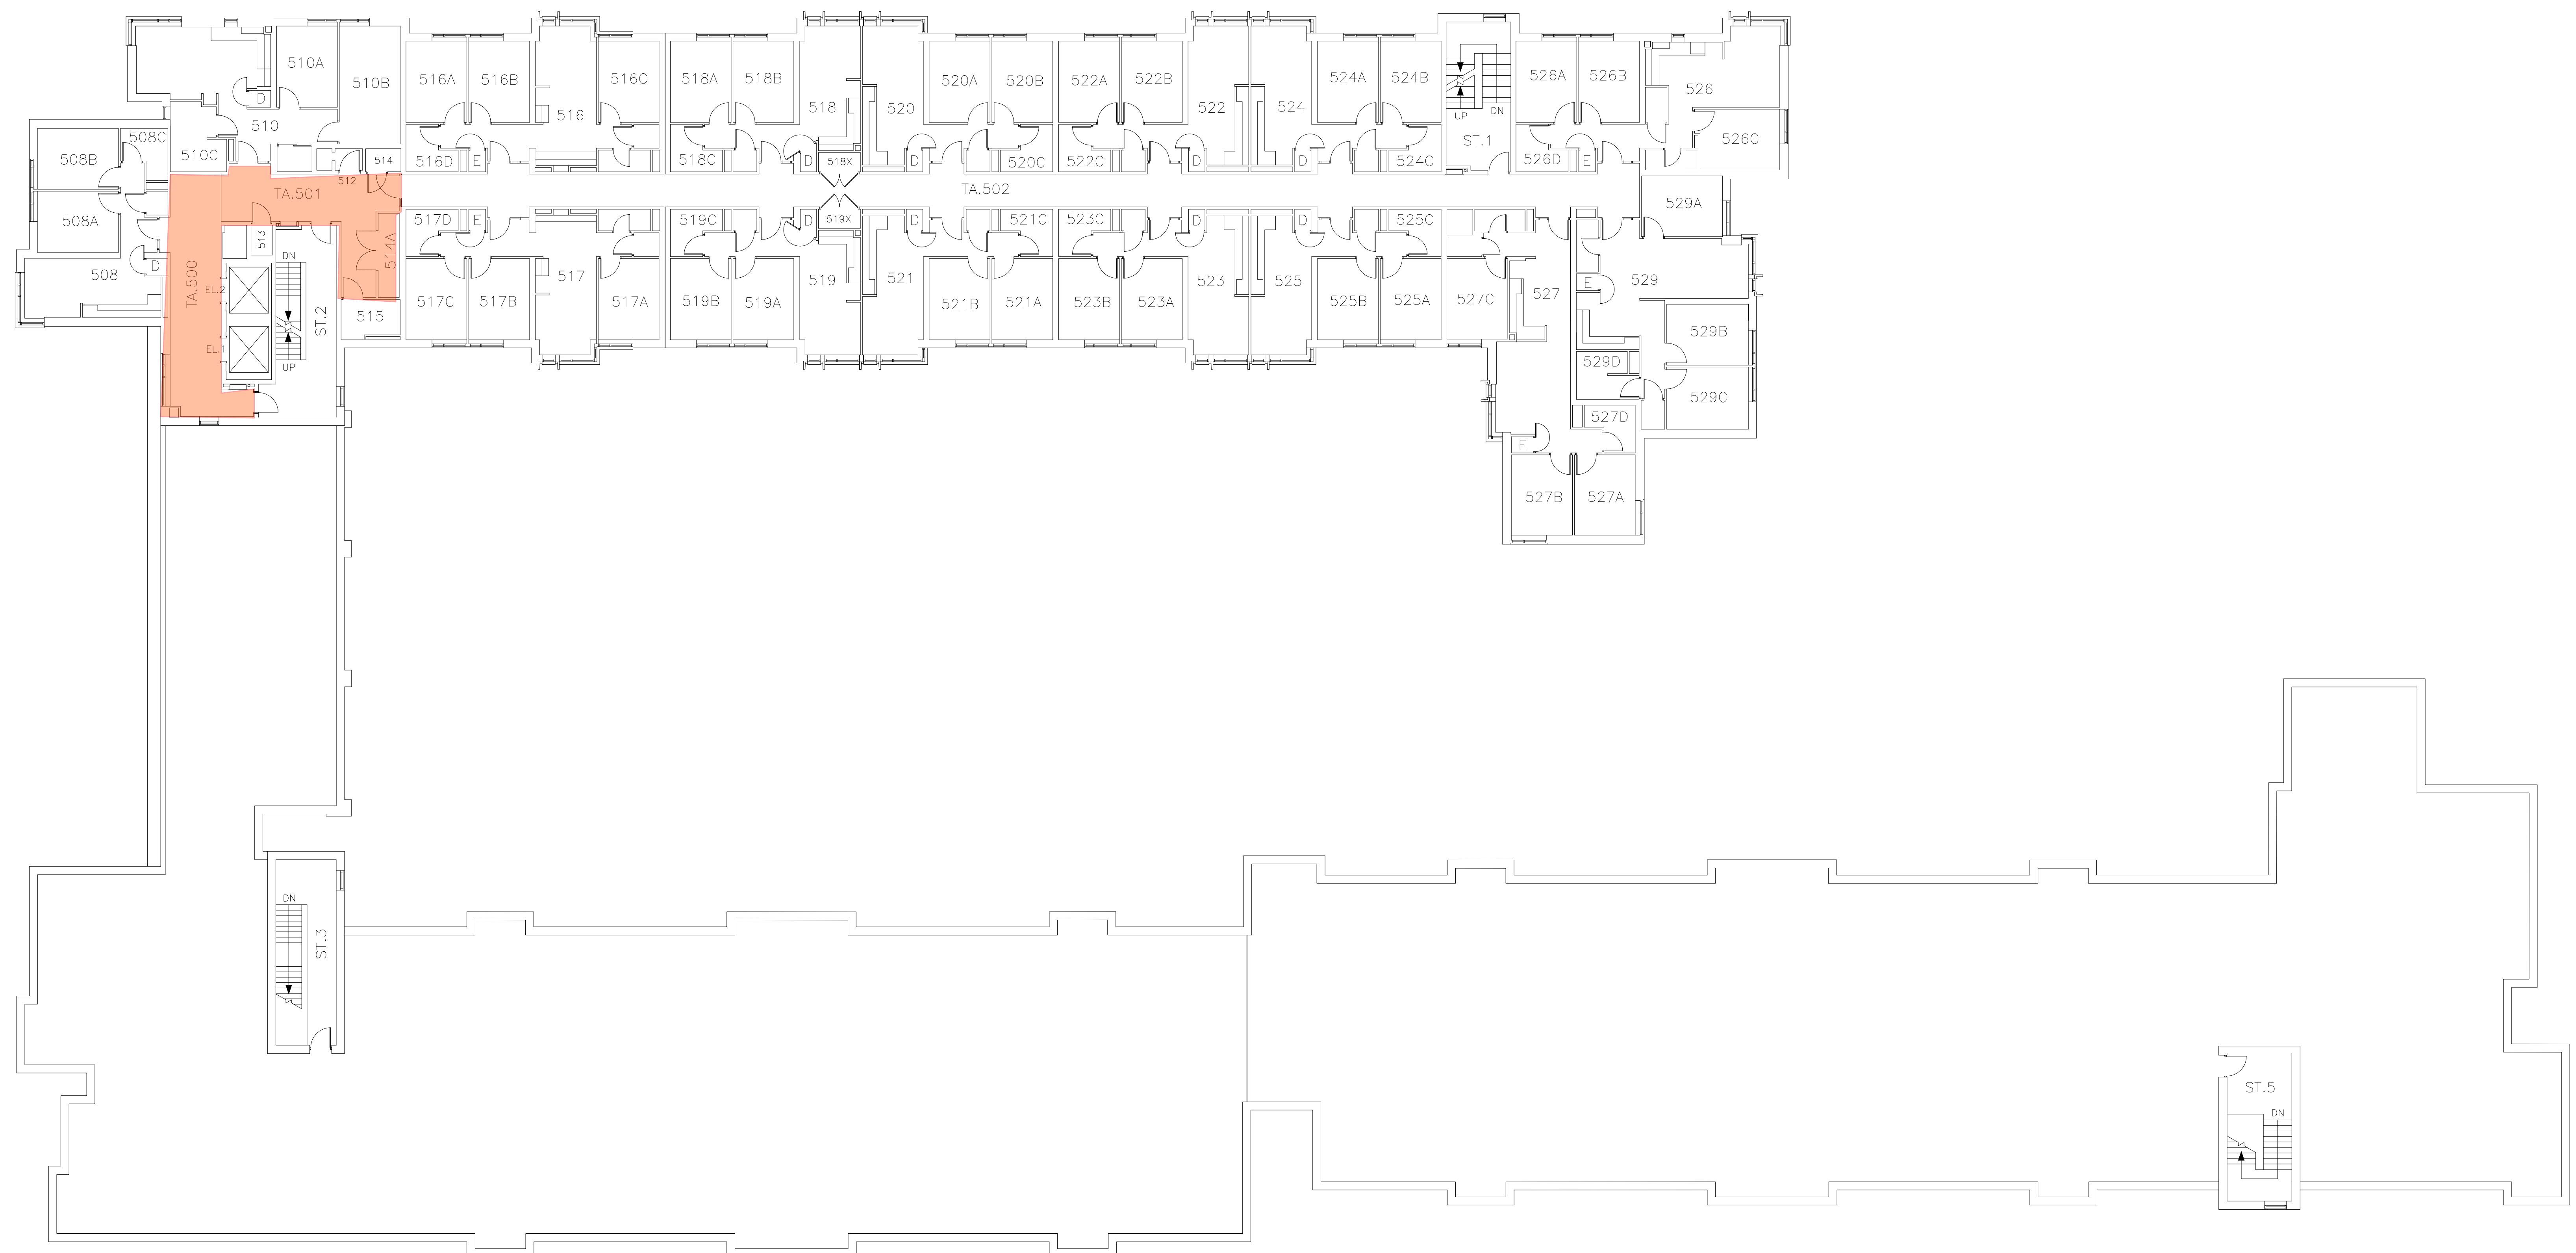 510A
510B
516A
516B
516
516C
518A
518B
518
520
520A
520B
522A
522B
522
524
524A
524B
UP
DN
ST.1
526A
526B
526
526C
D
510
508C
508B
510C
514
512
516D
E
518C
D
518X
D
520C
522C
D
D
524C
526D
E
TA.501
TA.502
508A
508
D
TA.500
513
514A
DN
EL.2
EL.1
ST.2
UP
515
517D
E
517C
517B
517
517A
519C
D
519X
519B
519A
519
521
D
521C
521B
521A
523C
D
523B
523A
523
525
D
525C
525B
525A
527C
527
529A
529
E
529B
529D
529C
527D
E
527B
527A
DN
ST.3
ST.5
DN